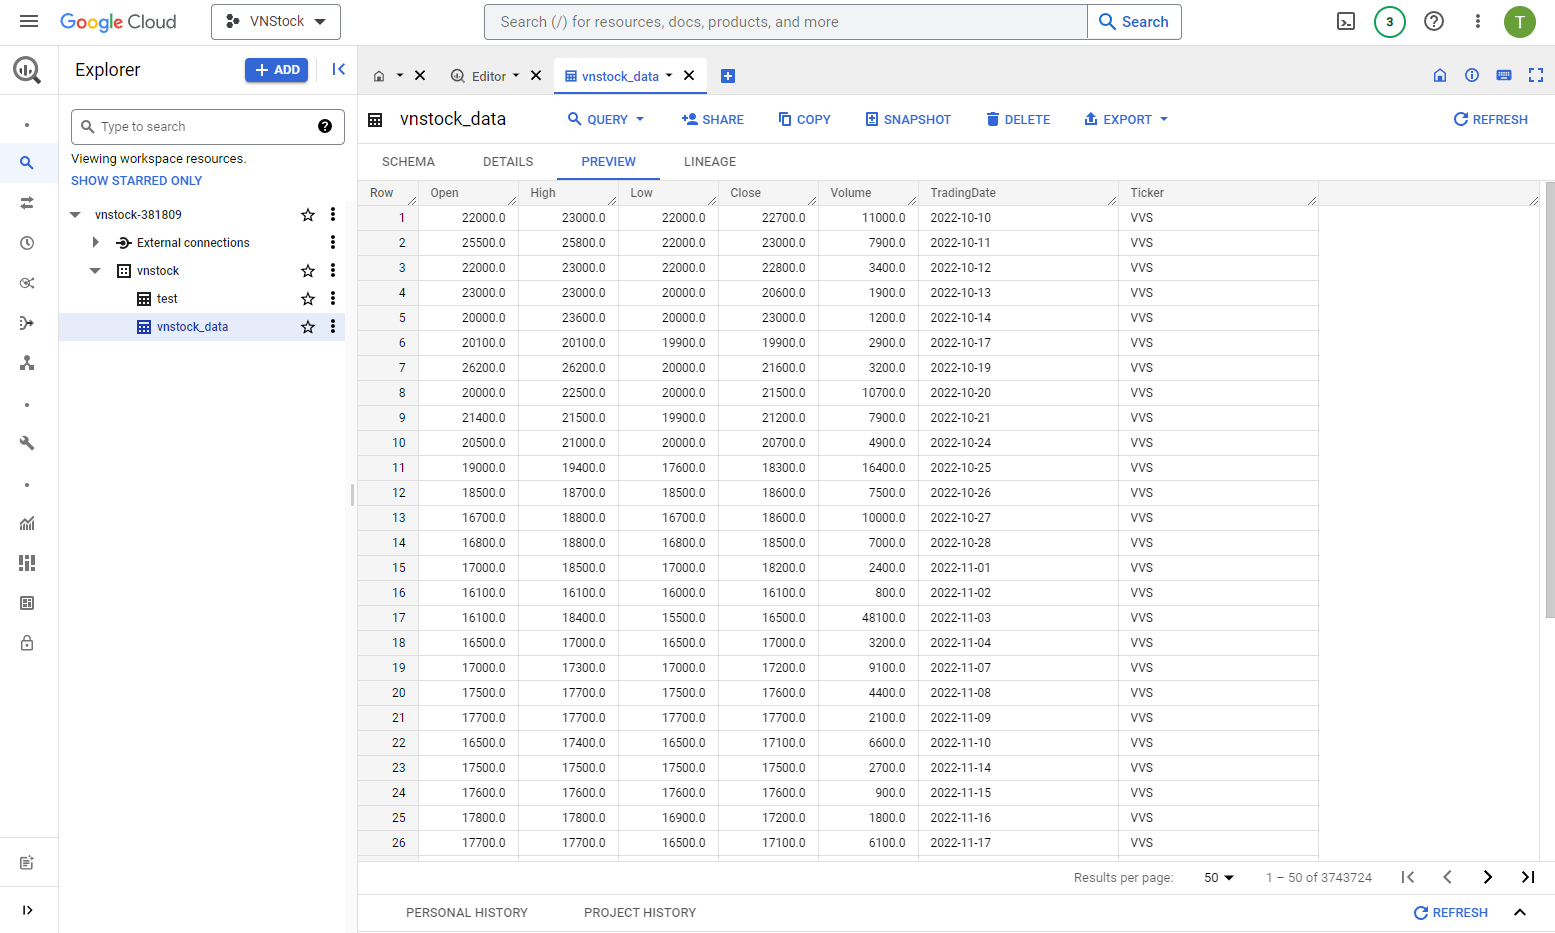 Google Cloud VNStock Search (/) for resources, docs, products, and more Search 3 T
Explorer + ADD
Editor vnstock_data
Type to search
Viewing workspace resources.
SHOW STARRED ONLY
vnstock-381809
External connections
vnstock
test
vnstock_data
vnstock_data QUERY SHARE COPY SNAPSHOT DELETE EXPORT REFRESH
SCHEMA DETAILS PREVIEW LINEAGE
Row Open High Low Close Volume TradingDate Ticker
1 22000.0 23000.0 22000.0 22700.0 11000.0 2022-10-10 VVS
2 25500.0 25800.0 22000.0 23000.0 7900.0 2022-10-11 VVS
3 22000.0 23000.0 22000.0 22800.0 3400.0 2022-10-12 VVS
4 23000.0 23000.0 20000.0 20600.0 1900.0 2022-10-13 VVS
5 20000.0 23600.0 20000.0 23000.0 1200.0 2022-10-14 VVS
6 20100.0 20100.0 19900.0 19900.0 2900.0 2022-10-17 VVS
7 26200.0 26200.0 20000.0 21600.0 3200.0 2022-10-19 VVS
8 20000.0 22500.0 20000.0 21500.0 10700.0 2022-10-20 VVS
9 21400.0 21500.0 19900.0 21200.0 7900.0 2022-10-21 VVS
10 20500.0 21000.0 20000.0 20700.0 4900.0 2022-10-24 VVS
11 19000.0 19400.0 17600.0 18300.0 16400.0 2022-10-25 VVS
12 18500.0 18700.0 18500.0 18600.0 7500.0 2022-10-26 VVS
13 16700.0 18800.0 16700.0 18600.0 10000.0 2022-10-27 VVS
14 16800.0 18800.0 16800.0 18500.0 7000.0 2022-10-28 VVS
15 17000.0 18500.0 17000.0 18200.0 2400.0 2022-11-01 VVS
16 16100.0 16100.0 16000.0 16100.0 800.0 2022-11-02 VVS
17 16100.0 18400.0 15500.0 16500.0 48100.0 2022-11-03 VVS
18 16500.0 17000.0 16500.0 17000.0 3200.0 2022-11-04 VVS
19 17000.0 17300.0 17000.0 17200.0 9100.0 2022-11-07 VVS
20 17500.0 17700.0 17500.0 17600.0 4400.0 2022-11-08 VVS
21 17700.0 17700.0 17700.0 17700.0 2100.0 2022-11-09 VVS
22 16500.0 17400.0 16500.0 17100.0 6600.0 2022-11-10 VVS
23 17500.0 17500.0 17500.0 17500.0 2700.0 2022-11-14 VVS
24 17600.0 17600.0 17600.0 17600.0 900.0 2022-11-15 VVS
25 17800.0 17800.0 16900.0 17200.0 1800.0 2022-11-16 VVS
26 17700.0 17700.0 16500.0 17100.0 6100.0 2022-11-17 VVS
Results per page: 50 1 – 50 of 3743724
PERSONAL HISTORY PROJECT HISTORY REFRESH